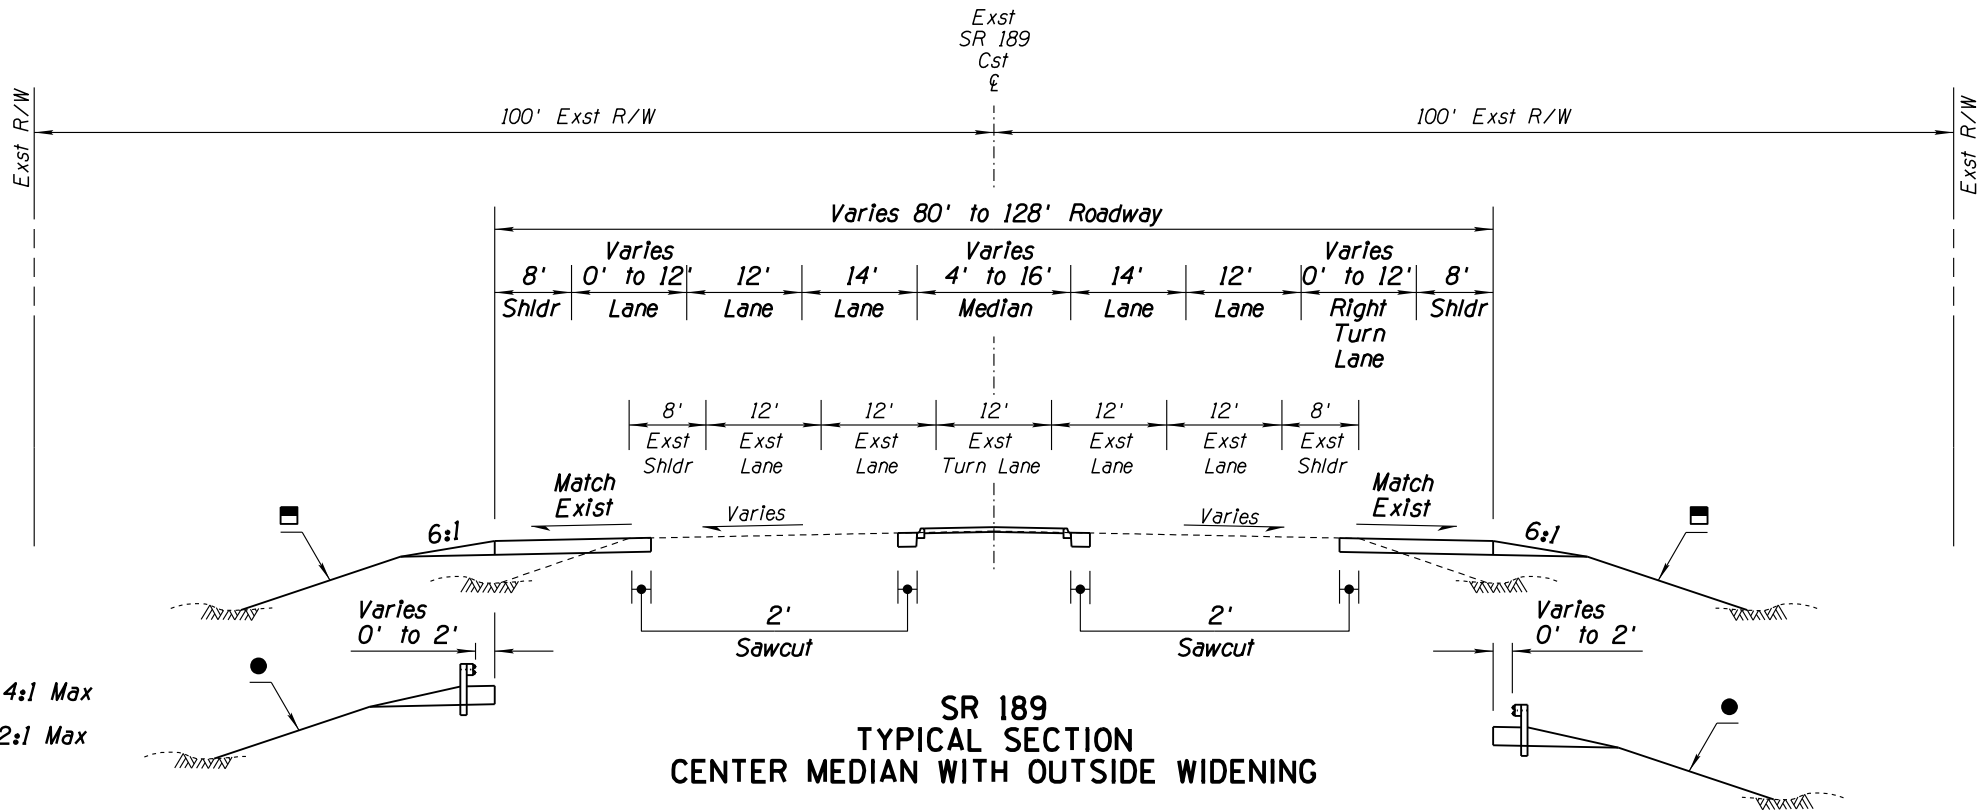 Exst
SR 189
Cst
℄
Exst R/W
100' Exst R/W
100' Exst R/W
Exst R/W
Varies 80' to 128' Roadway
Varies
Varies
Varies
8'
0' to 12'
12'
14'
4' to 16'
14'
12'
0' to 12'
8'
Shldr
Lane
Lane
Lane
Median
Lane
Lane
Right
Turn
Lane
Shldr
8'
12'
12'
12'
12'
12'
8'
Exst
Shldr
Exst
Lane
Exst
Lane
Exst
Turn Lane
Exst
Lane
Exst
Lane
Exst
Shldr
Match
Exist
Varies
Varies
Match
Exist
6:1
6:1
Varies
0' to 2'
2'
Sawcut
2'
Sawcut
Varies
0' to 2'
4:1 Max
2:1 Max
SR 189
TYPICAL SECTION
CENTER MEDIAN WITH OUTSIDE WIDENING